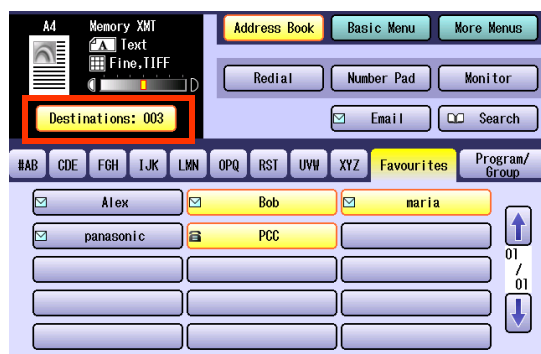 A4 Memory XMT
A Text
Fine,TIFF
D
Destinations: 003
Address Book
Basic Menu
More Menus
Redial
Number Pad
Monitor
Email
Search
#AB
CDE
FGH
IJK
LMN
OPQ
RST
UVW
XYZ
Favourites
Program/
Group
Alex
Bob
maria
panasonic
PCC
01
/
01